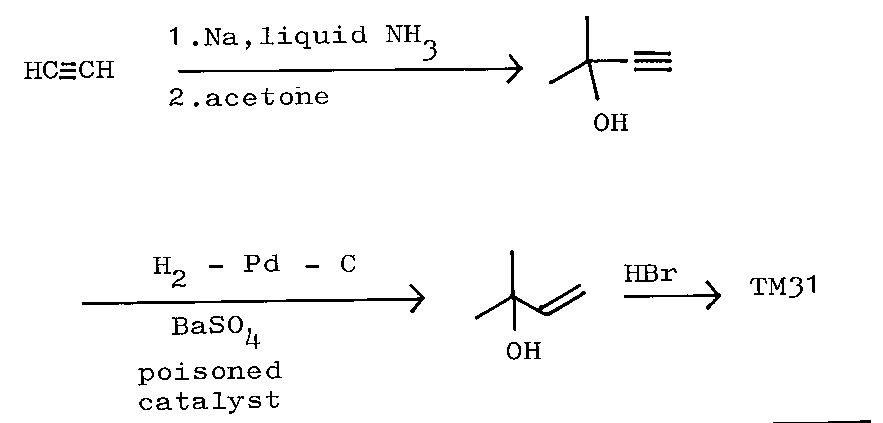 1.Na,liquid NH3
HC≡CH
2.acetone
OH
H2 - Pd - C
HBr
TM31
BaSO4
OH
poisoned
catalyst